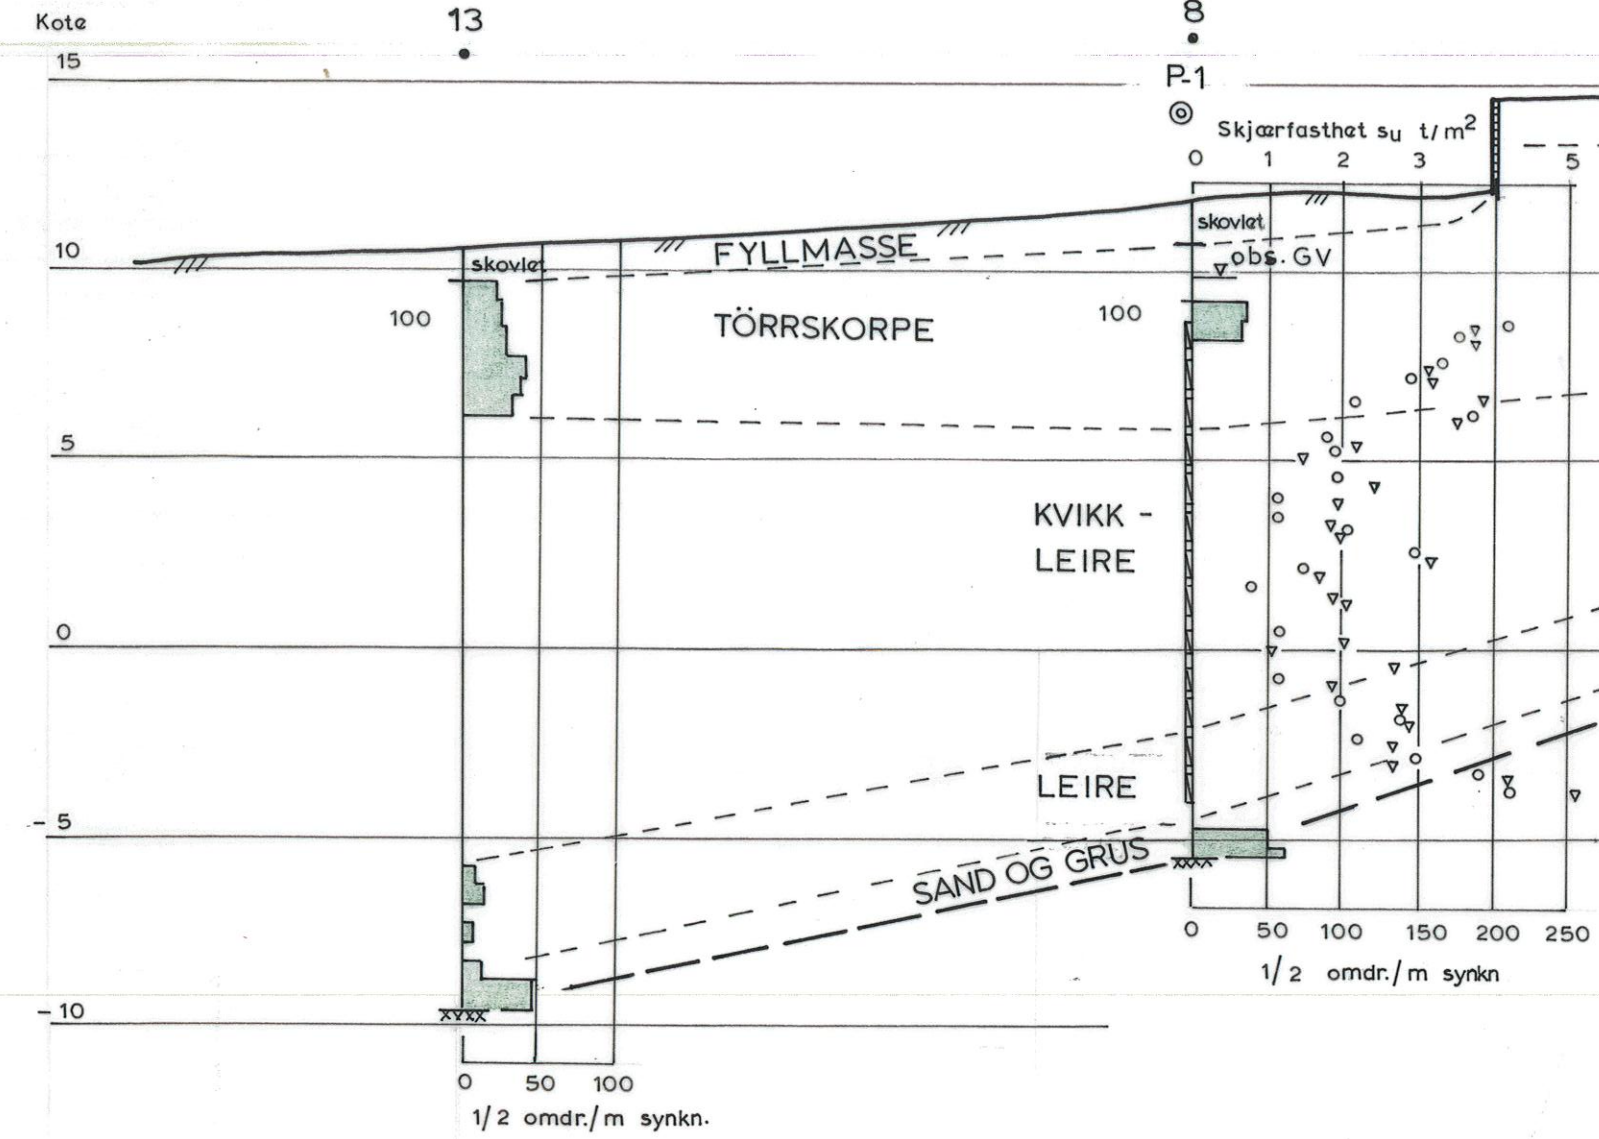 Kote
13
8
15
P-1
Skjærfasthet su t/m2
0 1 2 3 5
skovlet
10
skovlet
FYLLMASSE
obs. GV
100
100
TÖRRSKORPE
5
KVIKK -
LEIRE
0
LEIRE
- 5
SAND OG GRUS
0 50 100 150 200 250
1/2 omdr./m synkn
- 10
XXXX
0 50 100
1/2 omdr./m synkn.